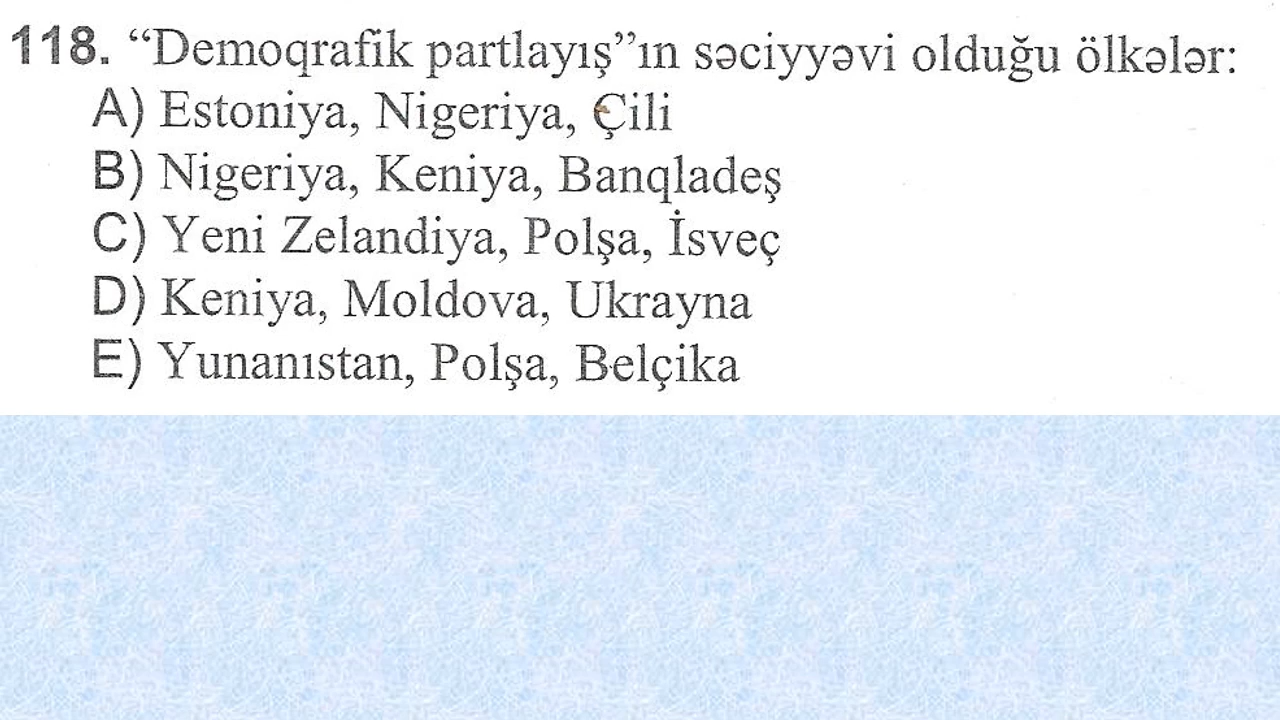 118. “Demoqrafik partlayış”ın səciyyəvi olduğu ölkələr:
A) Estoniya, Nigeriya, Çili
B) Nigeriya, Keniya, Banqladeş
C) Yeni Zelandiya, Polşa, İsveç
D) Keniya, Moldova, Ukrayna
E) Yunanıstan, Polşa, Belçika